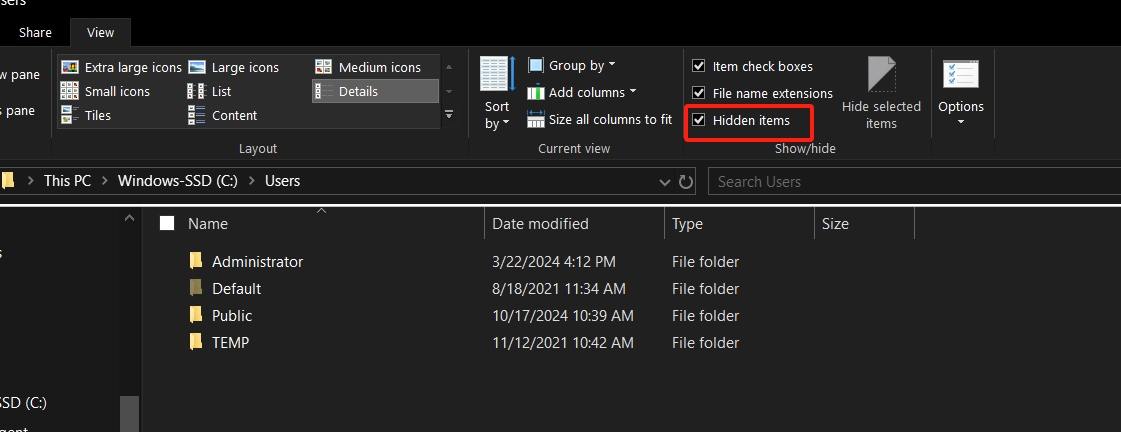 Share View
Extra large icons Large icons Medium icons
Small icons List Details
Tiles Content
Layout
Sort by
Group by
Add columns
Size all columns to fit
Current view
Item check boxes
File name extensions
Hidden items
Hide selected items
Show/hide
Options
pane
pane
This PC Windows-SSD (C:) Users
Search Users
Name Date modified Type Size
Administrator 3/22/2024 4:12 PM File folder
Default 8/18/2021 11:34 AM File folder
Public 10/17/2024 10:39 AM File folder
TEMP 11/12/2021 10:42 AM File folder
SSD (C:)